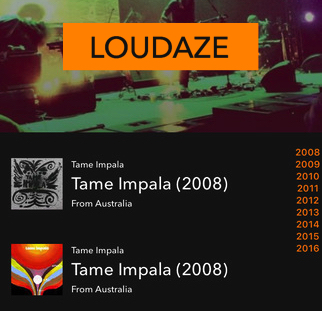 LOUDAZE
Tame Impala
Tame Impala (2008)
From Australia
Tame Impala
Tame Impala (2008)
From Australia
2008
2009
2010
2011
2012
2013
2014
2015
2016